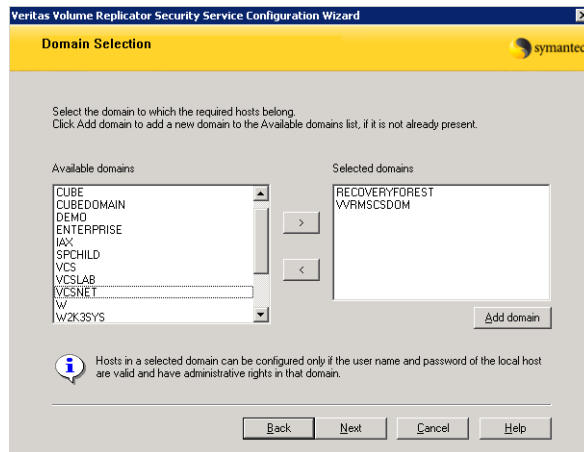 Veritas Volume Replicator Security Service Configuration Wizard
Domain Selection
symantec
Select the domain to which the required hosts belong.
Click Add domain to add a new domain to the Available domains list, if it is not already present.
Available domains
Selected domains
CUBE
CUBEDOMAIN
DEMO
ENTERPRISE
IAX
SPCHILD
VCS
VCSLAB
VCSNET
W
W2K3SYS
>
<
RECOVERYFOREST
VVRMSCSDOM
Add domain
Hosts in a selected domain can be configured only if the user name and password of the local host
are valid and have administrative rights in that domain.
Back
Next
Cancel
Help